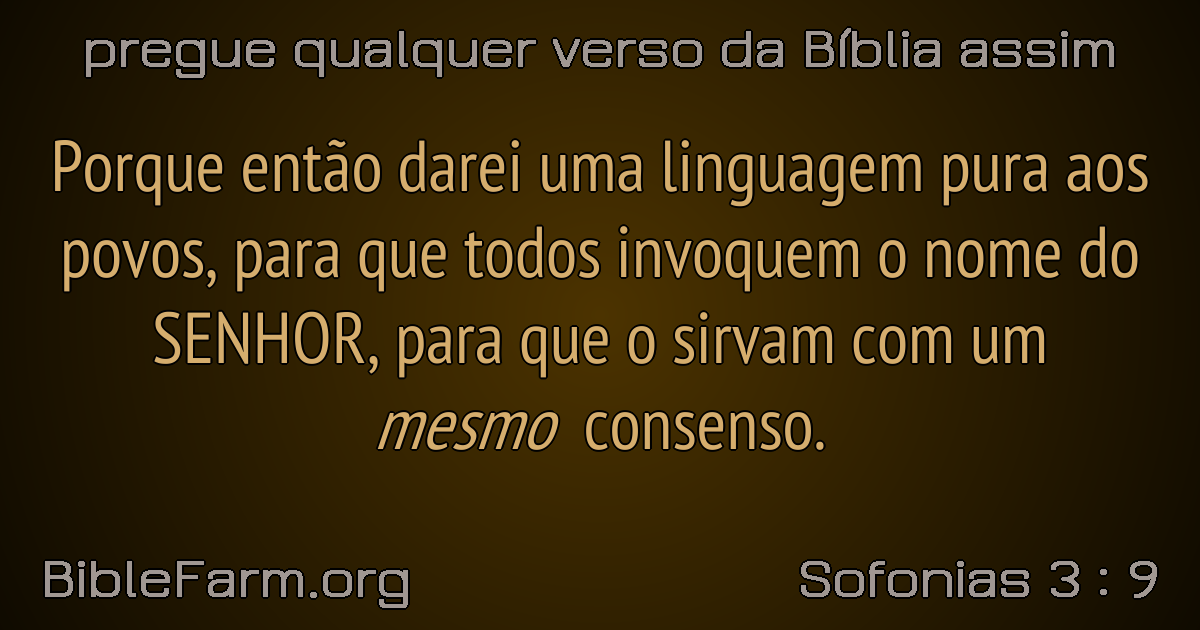 pregue qualquer verso da Bíblia assim
Porque então darei uma linguagem pura aos
povos, para que todos invoquem o nome do
SENHOR, para que o sirvam com um
mesmo consenso.
BibleFarm.org
Sofonias 3 : 9